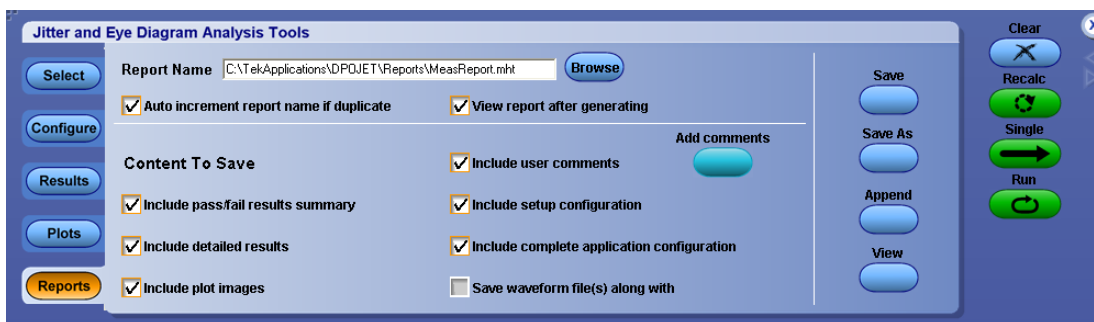 Jitter and Eye Diagram Analysis Tools
Clear
Select
Report Name C:\TekApplications\DPOJET\Reports\MeasReport.mht Browse
Save
Recalc
Auto increment report name if duplicate
View report after generating
Configure
Add comments
Save As
Single
Content To Save
Include user comments
Results
Include pass/fail results summary
Include setup configuration
Append
Run
Plots
Include detailed results
Include complete application configuration
View
Reports
Include plot images
Save waveform file(s) along with